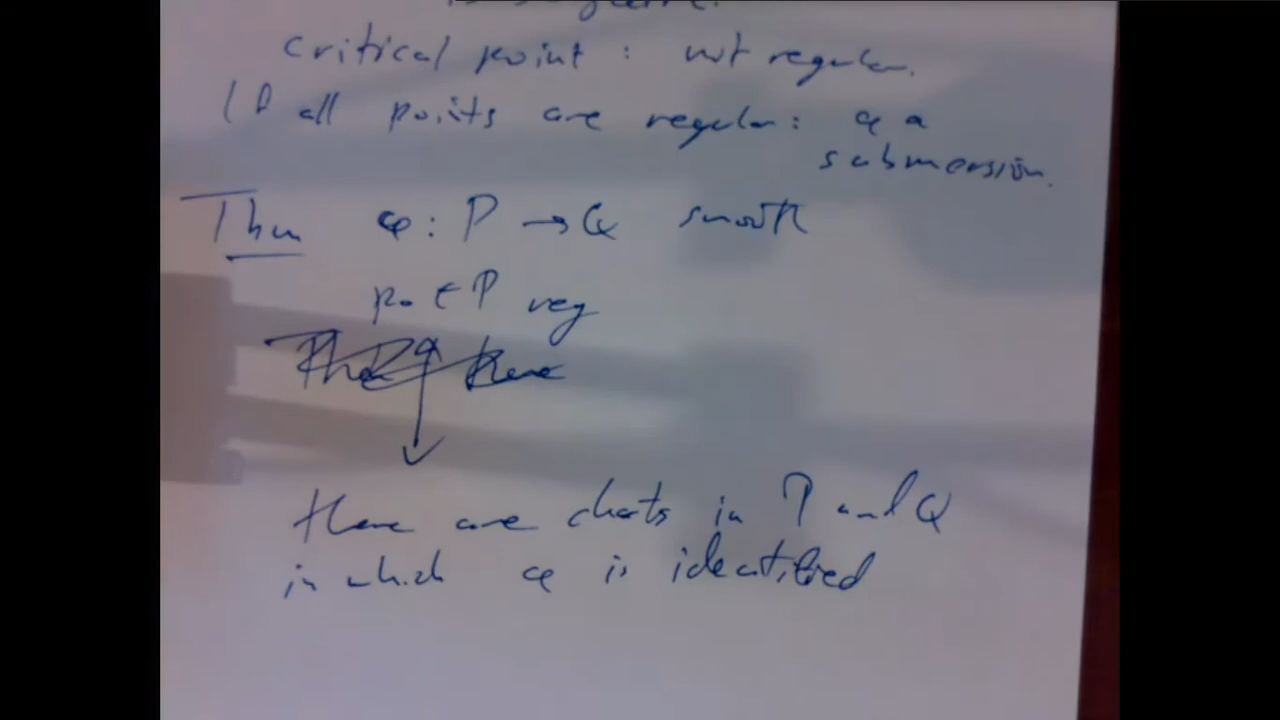 critical point : not regular.
If all points are regular: φ a
submersion.
Thm φ : P → Q smooth
p₀ ∈ P reg
there are charts in P and Q
in which φ is identified